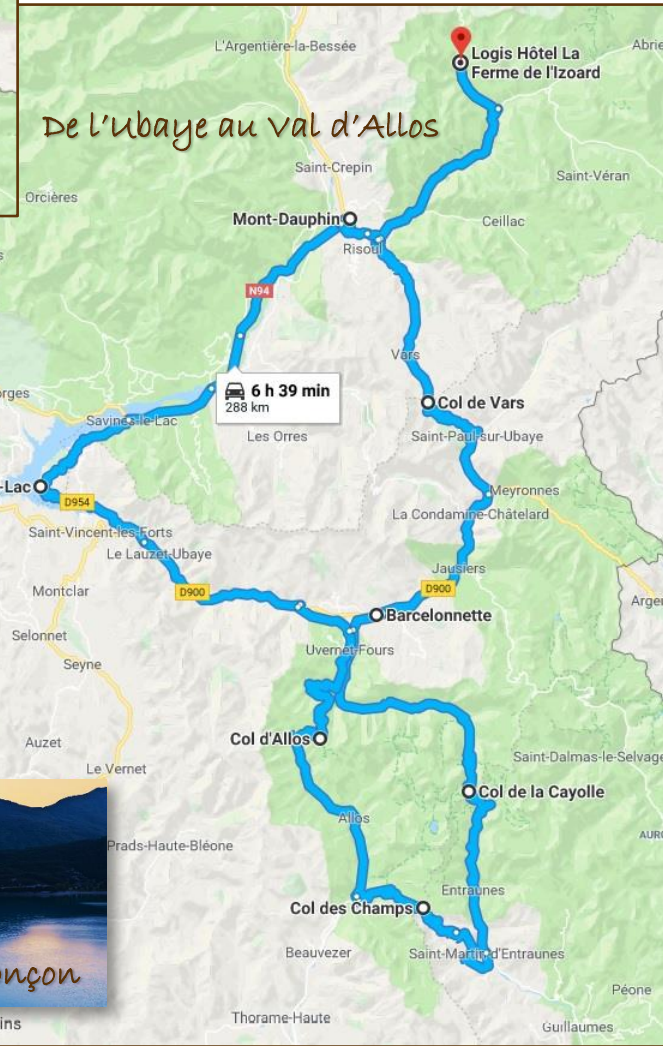 L'Argentière-la-Bessée
Abrie
Logis Hôtel La
Ferme de l'Izoard
De l'Ubaye au Val d'Allos
Saint-Crepin
Saint-Véran
Orcières
Mont-Dauphin
Ceillac
Risoul
N94
Vars
6 h 39 min
288 km
orges
Col de Vars
Savines-le-Lac
Les Orres
Saint-Paul-sur-Ubaye
-Lac
D954
Meyronnes
La Condamine-Châtelard
Saint-Vincent-les-Forts
Le Lauzet-Ubaye
Jausiers
Montclar
D900
D900
Argen
Barcelonnette
Selonnet
Uvernet-Fours
Seyne
Col d'Allos
Auzet
Saint-Dalmas-le-Selvage
Le Vernet
Col de la Cayolle
Allos
AURO
Prads-Haute-Bléone
Entraunes
Col des Champs
Beauvezer
Saint-Martin-d'Entraunes
onçon
Péone
ins
Thorame-Haute
Guillaumes